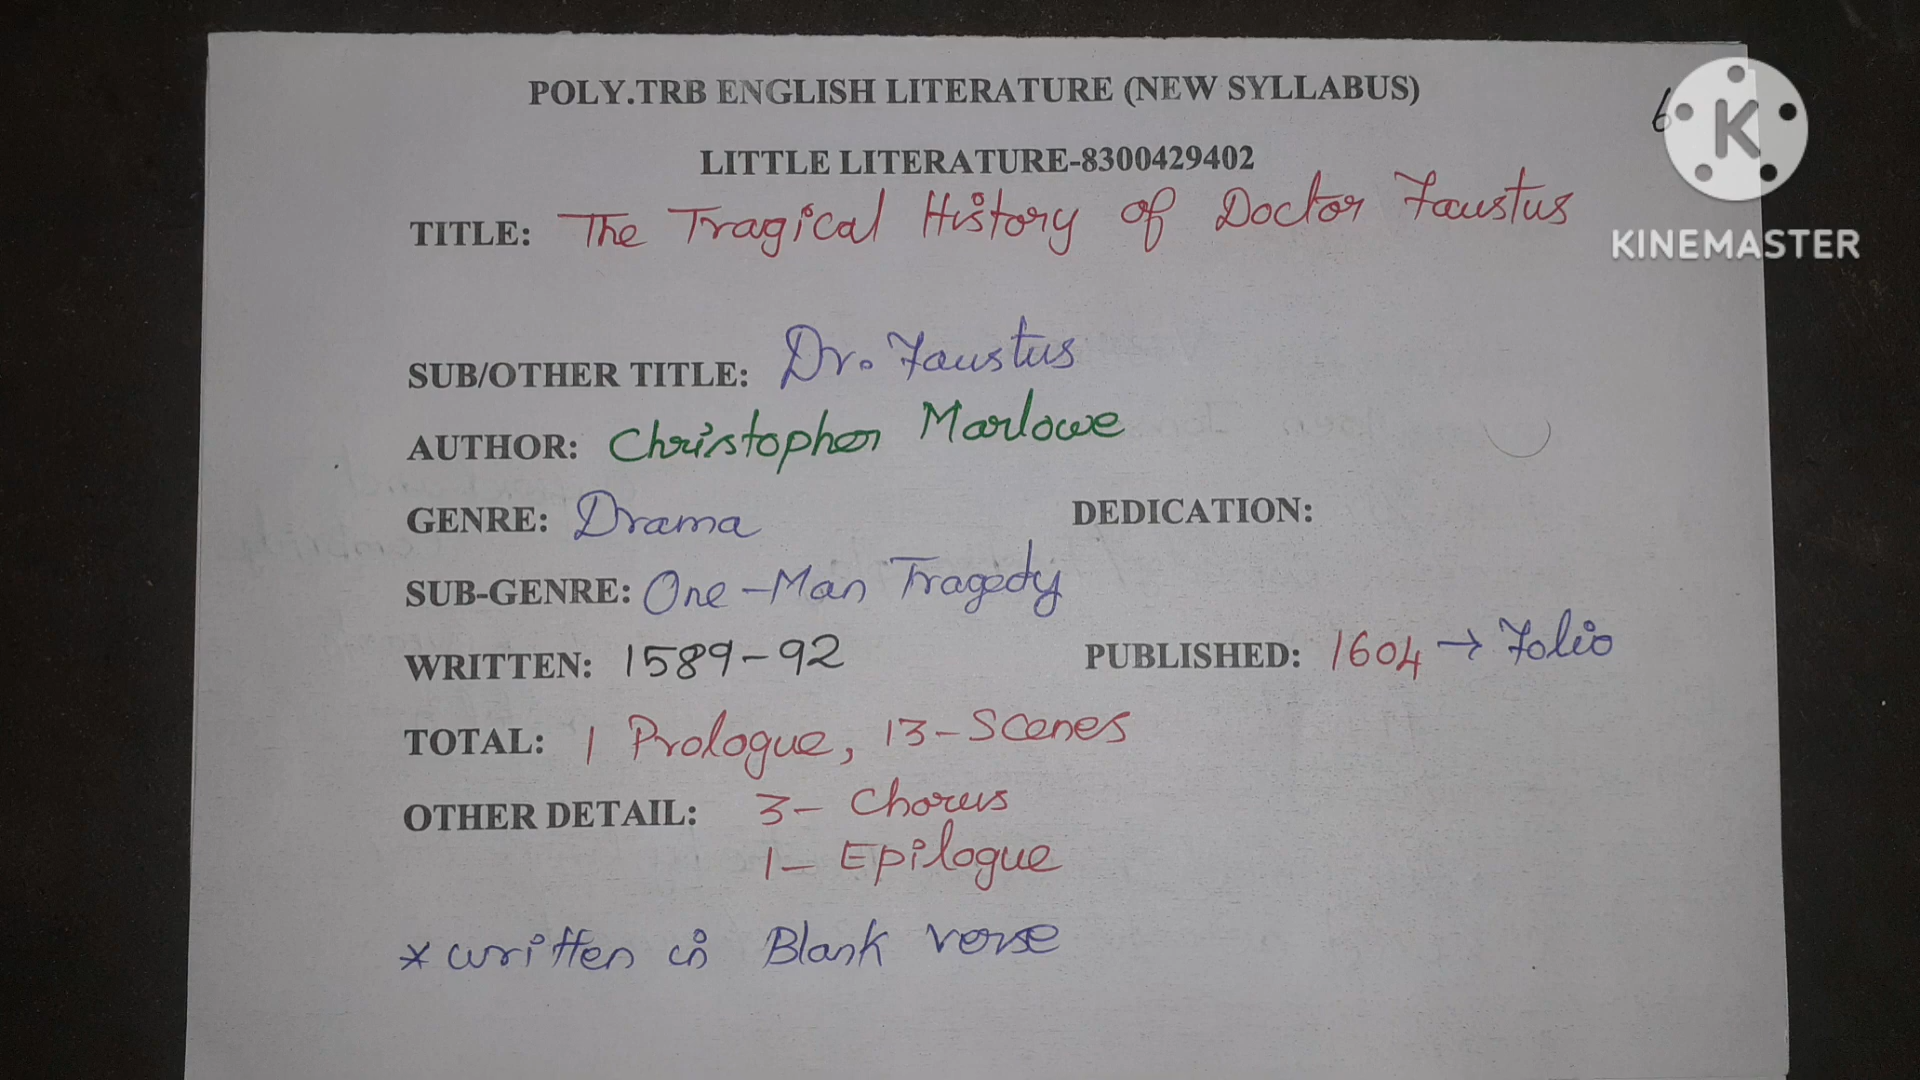 POLY.TRB ENGLISH LITERATURE (NEW SYLLABUS)
6
K
LITTLE LITERATURE-8300429402
TITLE: The Tragical History of Doctor Faustus
KINEMASTER
SUB/OTHER TITLE: Dr. Faustus
AUTHOR: Christopher Marlowe
GENRE: Drama DEDICATION:
SUB-GENRE: One-Man Tragedy
WRITTEN: 1589-92 PUBLISHED: 1604 → Folio
TOTAL: 1 Prologue, 13-Scenes
OTHER DETAIL: 3- Chorus
1- Epilogue
* written in Blank verse